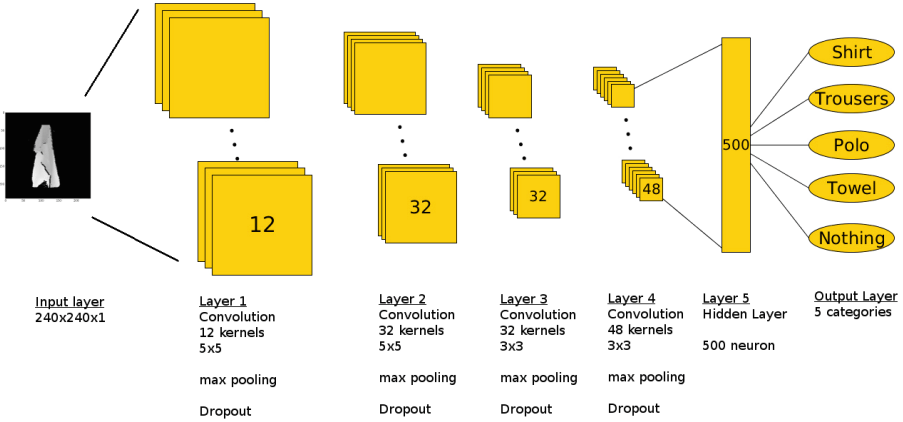 12
32
32
48
500
Shirt
Trousers
Polo
Towel
Nothing
Input layer
240x240x1
Layer 1
Convolution
12 kernels
5x5
max pooling
Dropout
Layer 2
Convolution
32 kernels
5x5
max pooling
Dropout
Layer 3
Convolution
32 kernels
3x3
max pooling
Dropout
Layer 4
Convolution
48 kernels
3x3
max pooling
Dropout
Layer 5
Hidden Layer
500 neuron
Output Layer
5 categories